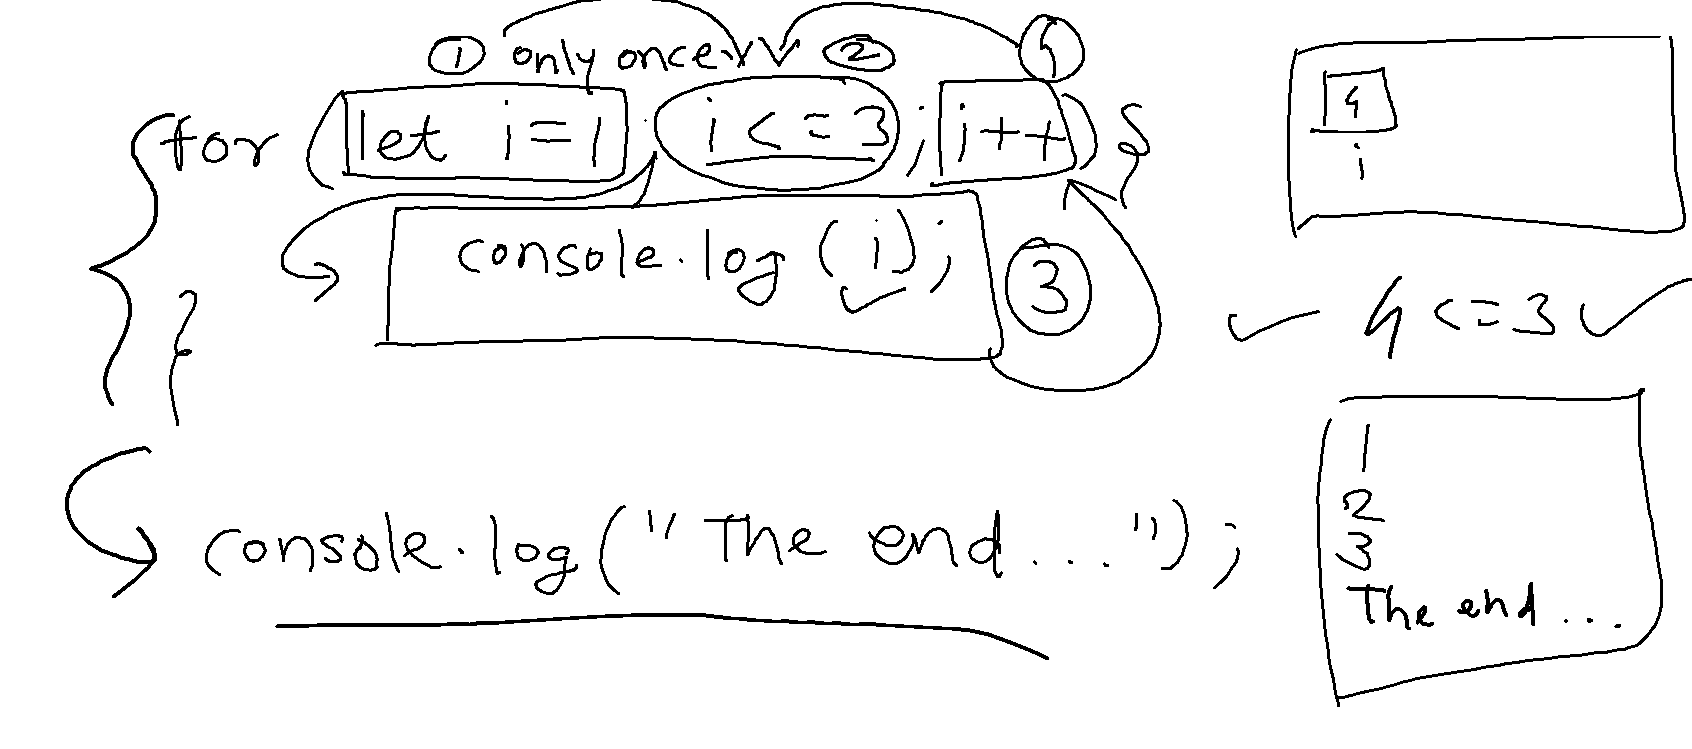 ① only once ② ④
for (let i=1; i<=3; i++) {
console.log (i); ③
}
console.log("The end...");
4
i
4 <= 3
1
2
3
The end...